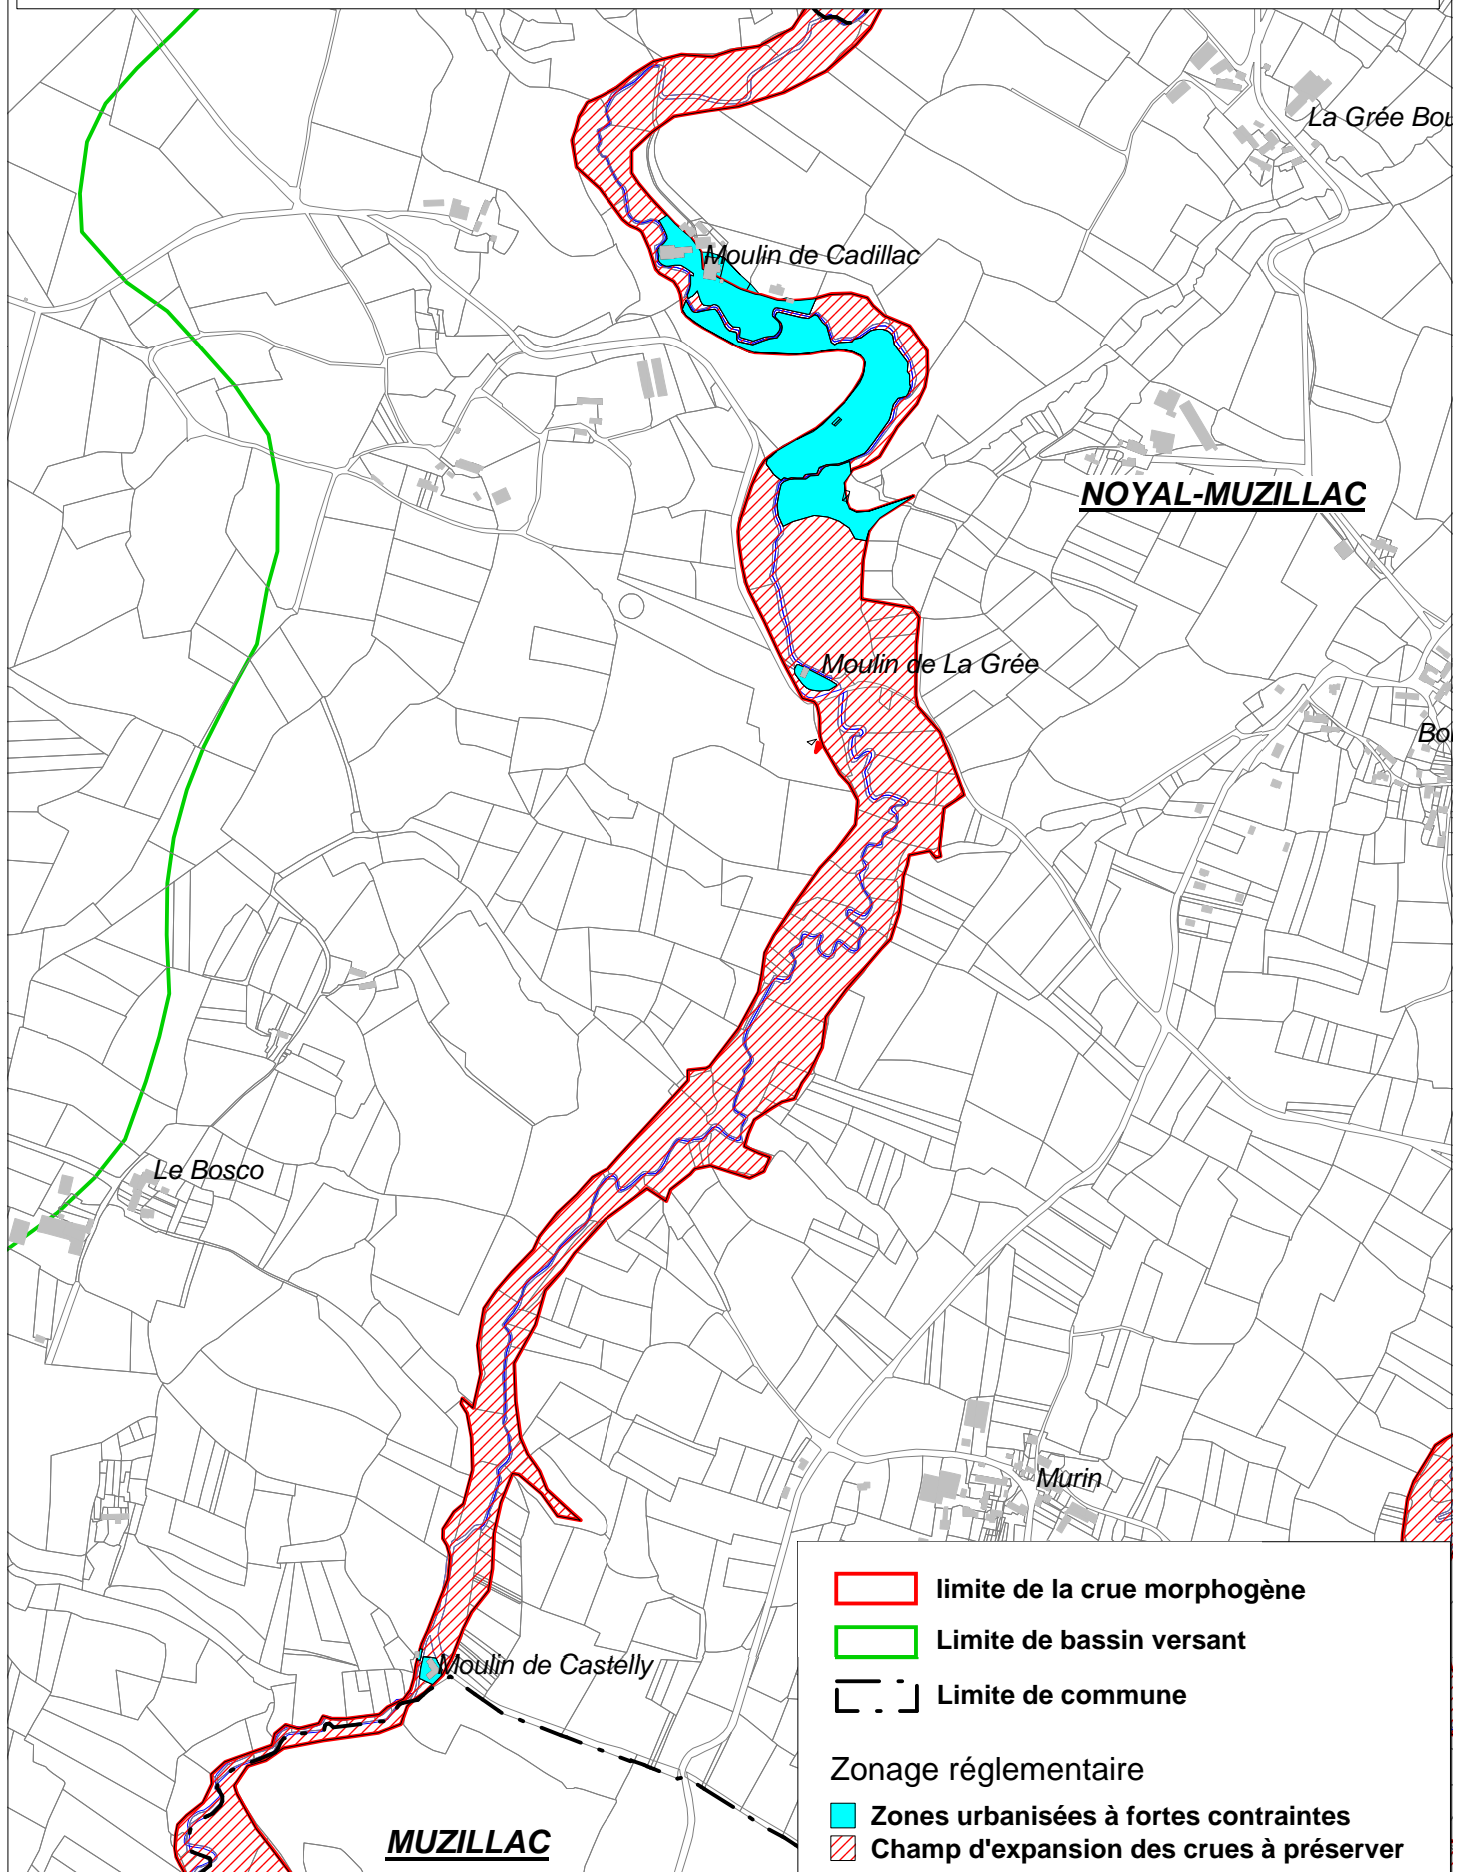 La Grée Bou
Moulin de Cadillac
NOYAL-MUZILLAC
Moulin de La Grée
Bo
Le Bosco
Murin
Moulin de Castelly
MUZILLAC
limite de la crue morphogène
Limite de bassin versant
Limite de commune
Zonage réglementaire
Zones urbanisées à fortes contraintes
Champ d'expansion des crues à préserver